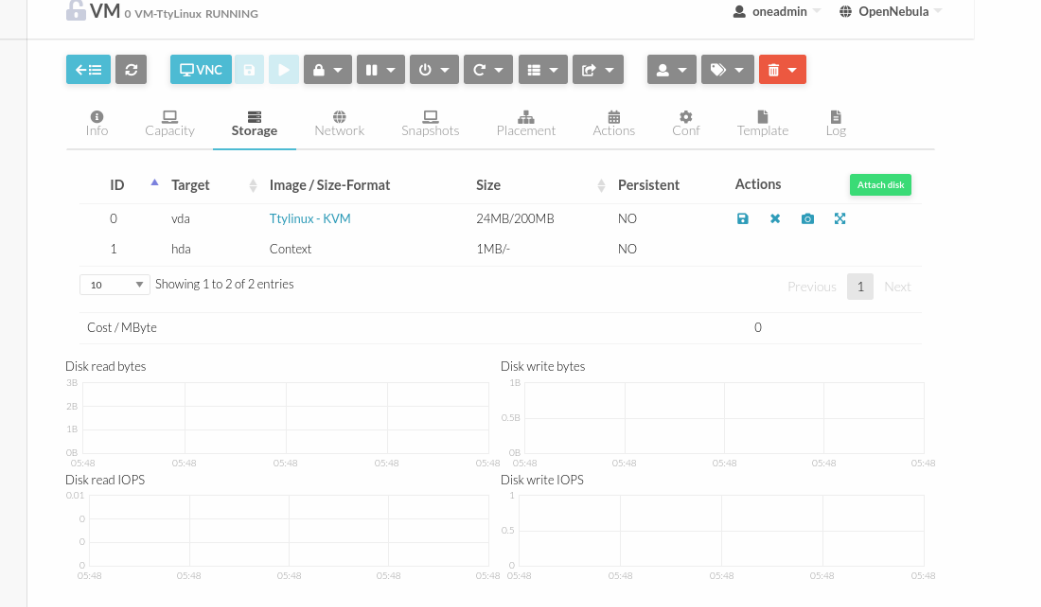 VM 0 VM-TtyLinux RUNNING oneadmin OpenNebula
VNC
Info Capacity Storage Network Snapshots Placement Actions Conf Template Log
ID Target Image / Size-Format Size Persistent Actions Attach disk
0 vda Ttylinux - KVM 24MB/200MB NO
1 hda Context 1MB/- NO
10 Showing 1 to 2 of 2 entries Previous 1 Next
Cost / MByte 0
Disk read bytes Disk write bytes
3B 1B
2B
0.5B
1B
0B 0B
05:48 05:48 05:48 05:48 05:48 05:48 05:48 05:48 05:48 05:48
Disk read IOPS Disk write IOPS
0.01 1
0
0.5
0
0 0
05:48 05:48 05:48 05:48 05:48 05:48 05:48 05:48 05:48 05:48